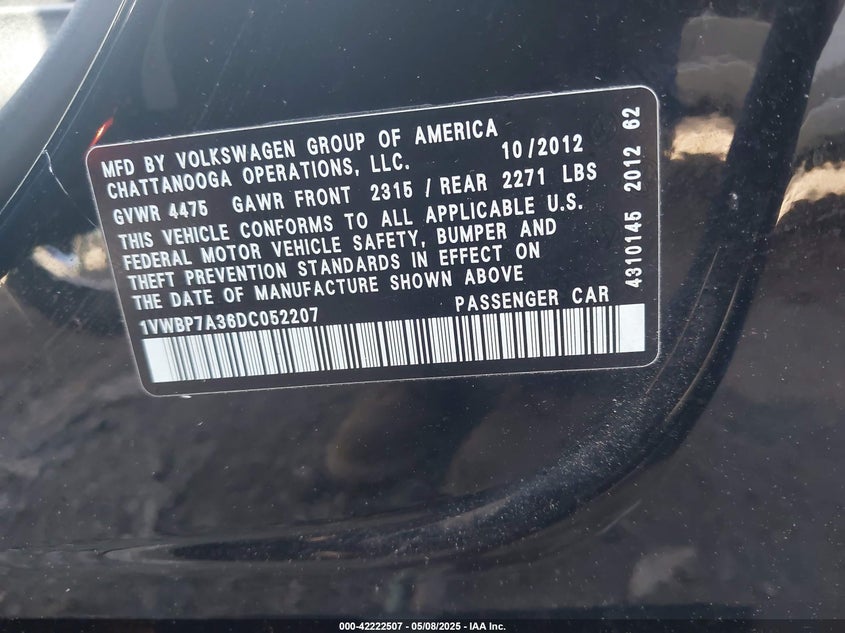 MFD BY VOLKSWAGEN GROUP OF AMERICA
CHATTANOOGA OPERATIONS, LLC. 10/2012
GVWR 4475 GAWR FRONT 2315 / REAR 2271 LBS
THIS VEHICLE CONFORMS TO ALL APPLICABLE U.S.
FEDERAL MOTOR VEHICLE SAFETY, BUMPER AND
THEFT PREVENTION STANDARDS IN EFFECT ON
THE DATE OF MANUFACTURE SHOWN ABOVE
1VWBP7A36DC052207 PASSENGER CAR
4310145 2012 62
000-42222507 - 05/08/2025 - IAA Inc.